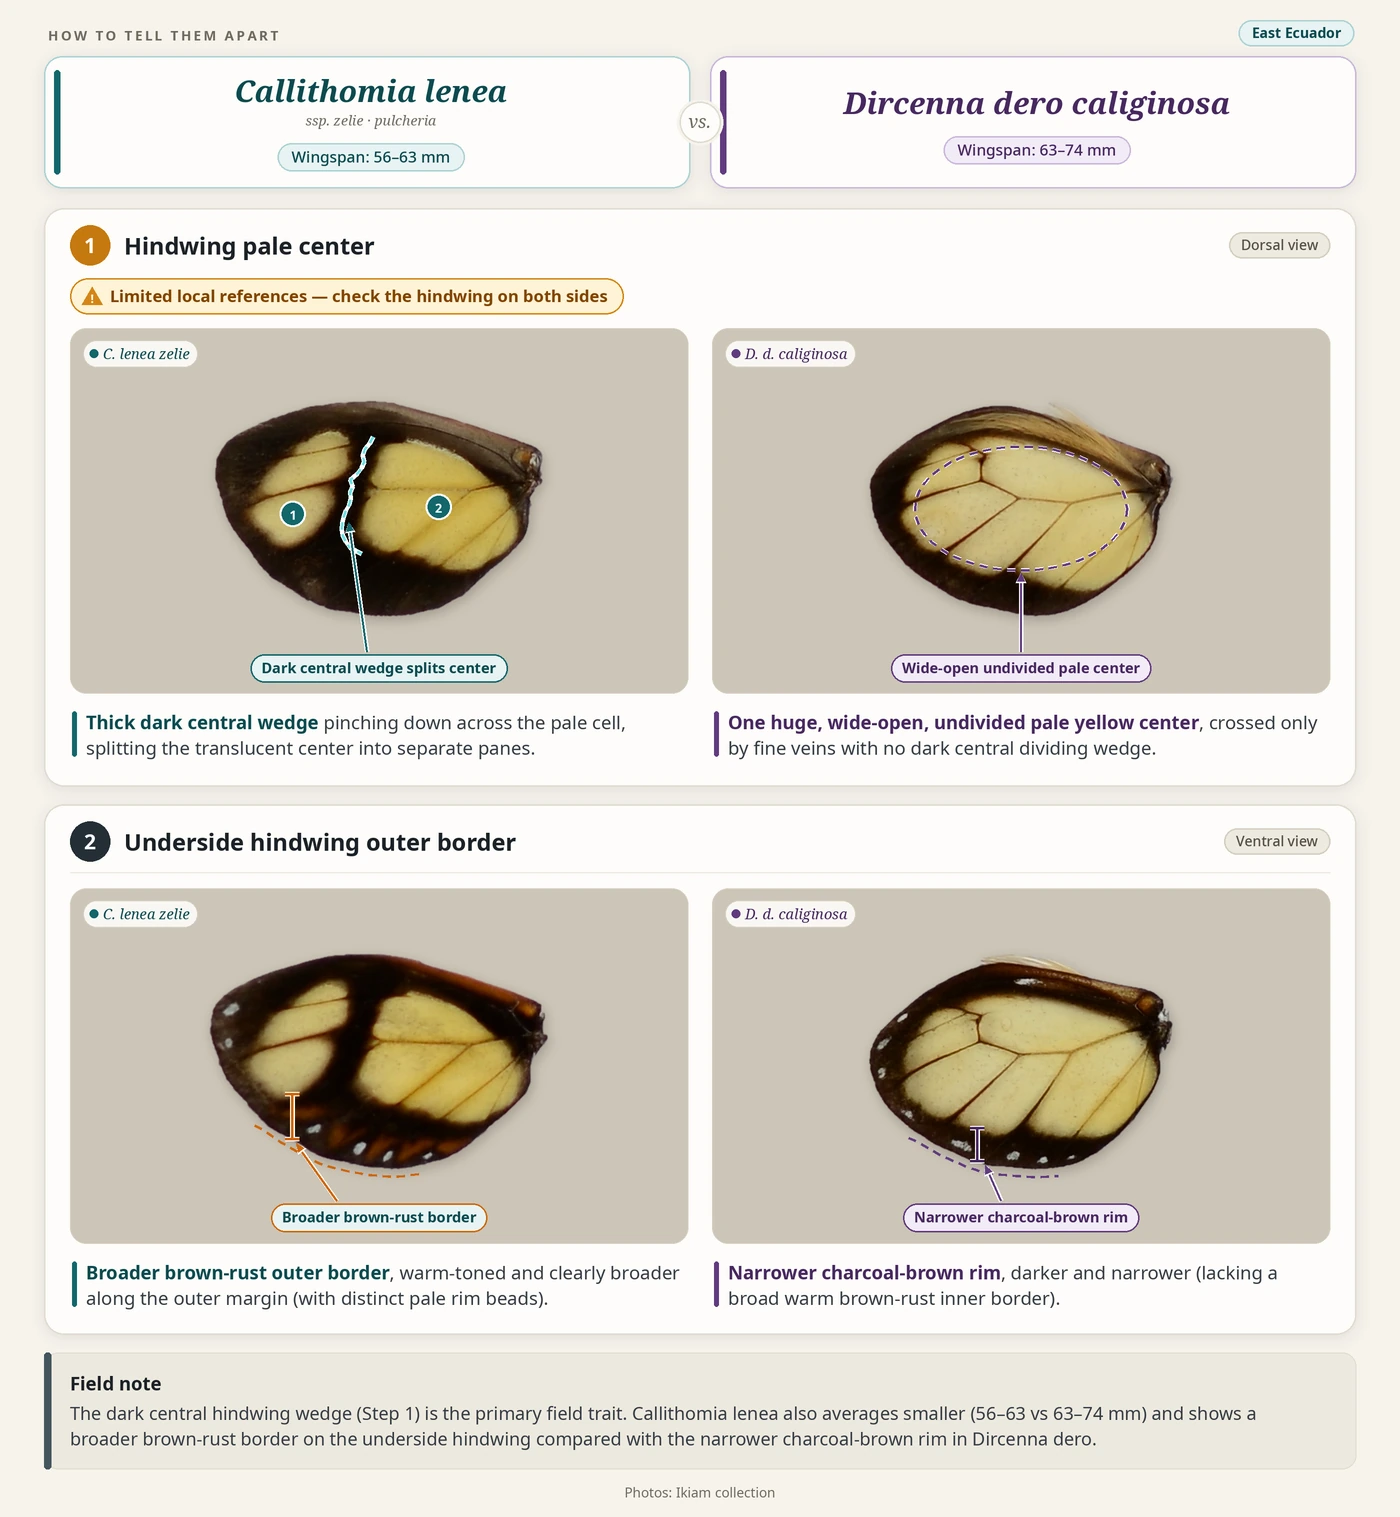 HOW TO TELL THEM APART
East Ecuador
Callithomia lenea
ssp. zelie · pulcheria
Wingspan: 56–63 mm
vs.
Dircenna dero caliginosa
Wingspan: 63–74 mm
1 Hindwing pale center
Dorsal view
Limited local references — check the hindwing on both sides
C. lenea zelie
1
2
Dark central wedge splits center
D. d. caliginosa
Wide-open undivided pale center
Thick dark central wedge pinching down across the pale cell,
splitting the translucent center into separate panes.
One huge, wide-open, undivided pale yellow center, crossed only
by fine veins with no dark central dividing wedge.
2 Underside hindwing outer border
Ventral view
C. lenea zelie
Broader brown-rust border
D. d. caliginosa
Narrower charcoal-brown rim
Broader brown-rust outer border, warm-toned and clearly broader
along the outer margin (with distinct pale rim beads).
Narrower charcoal-brown rim, darker and narrower (lacking a
broad warm brown-rust inner border).
Field note
The dark central hindwing wedge (Step 1) is the primary field trait. Callithomia lenea also averages smaller (56–63 vs 63–74 mm) and shows a
broader brown-rust border on the underside hindwing compared with the narrower charcoal-brown rim in Dircenna dero.
Photos: Ikiam collection